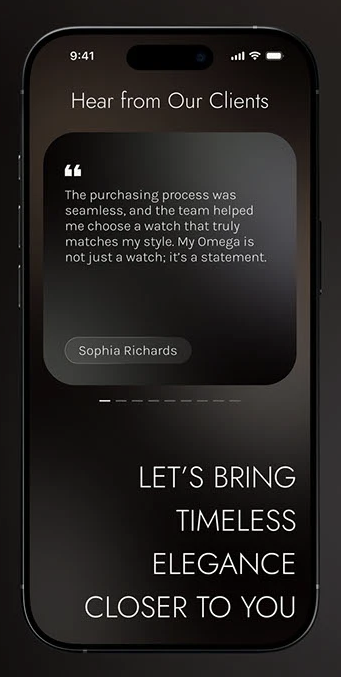 9:41
Hear from Our Clients
❝
The purchasing process was
seamless, and the team helped
me choose a watch that truly
matches my style. My Omega is
not just a watch; it's a statement.
Sophia Richards
LET'S BRING
TIMELESS
ELEGANCE
CLOSER TO YOU